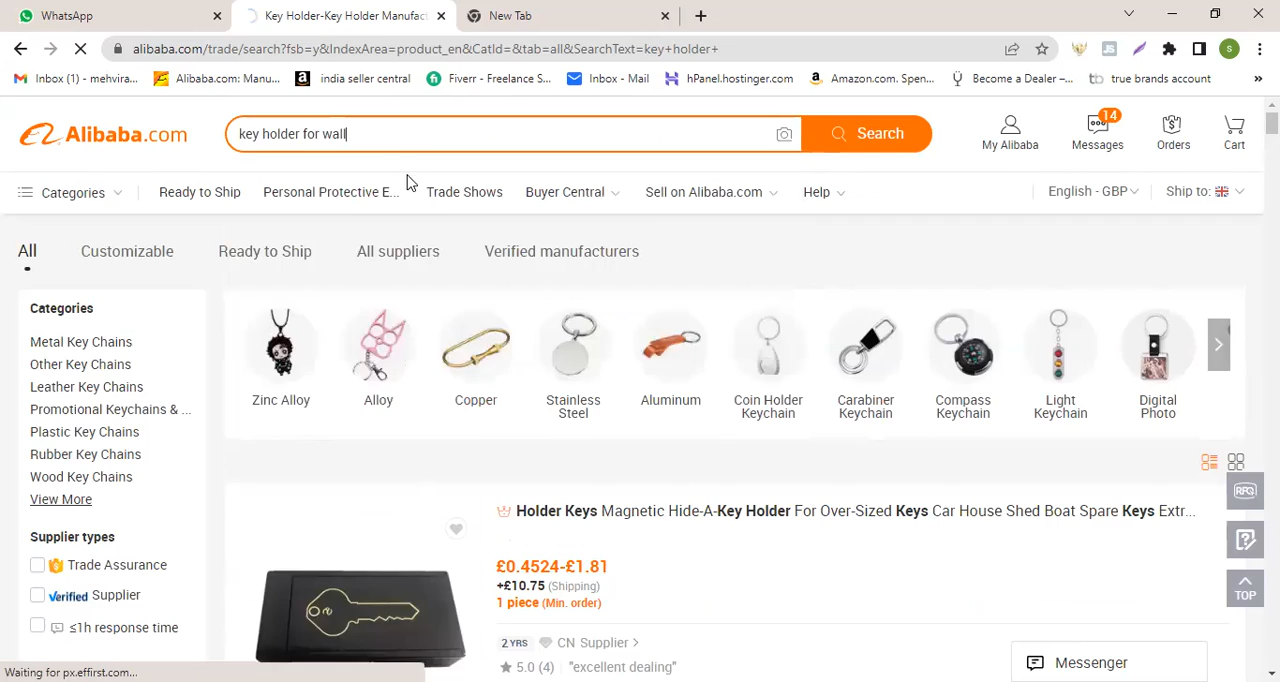 WhatsApp
Key Holder-Key Holder Manufact
New Tab
alibaba.com/trade/search?fsb=y&IndexArea=product_en&CatId=&tab=all&SearchText=key+holder+
JS
S
Inbox (1) - mehvira...
Alibaba.com: Manu...
india seller central
Fiverr - Freelance S...
Inbox - Mail
hPanel.hostinger.com
Amazon.com. Spen...
Become a Dealer –...
true brands account
»
Alibaba.com
key holder for wall
Search
My Alibaba
14
Messages
Orders
Cart
Categories
Ready to Ship
Personal Protective E...
Trade Shows
Buyer Central
Sell on Alibaba.com
Help
English - GBP
Ship to:
All
Customizable
Ready to Ship
All suppliers
Verified manufacturers
Categories
Metal Key Chains
Other Key Chains
Leather Key Chains
Promotional Keychains & ...
Plastic Key Chains
Rubber Key Chains
Wood Key Chains
View More
Supplier types
Trade Assurance
Verified Supplier
≤1h response time
Zinc Alloy
Alloy
Copper
Stainless
Steel
Aluminum
Coin Holder
Keychain
Carabiner
Keychain
Compass
Keychain
Light
Keychain
Digital
Photo
RFQ
TOP
Holder Keys Magnetic Hide-A-Key Holder For Over-Sized Keys Car House Shed Boat Spare Keys Extr...
£0.4524-£1.81
+£10.75 (Shipping)
1 piece (Min. order)
2 YRS
CN Supplier >
5.0 (4)
"excellent dealing"
Messenger
Waiting for px.effirst.com...